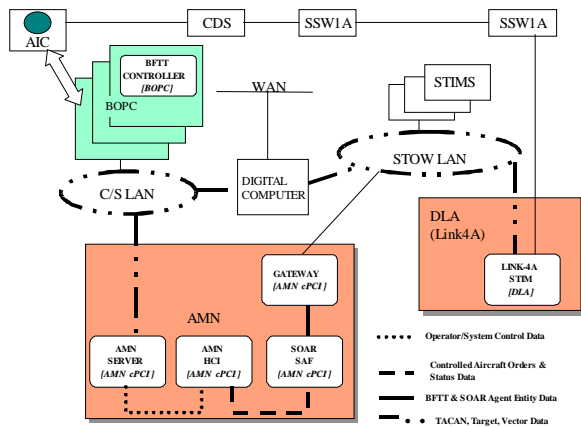 AIC
CDS
SSW1A
SSW1A
BFTT
CONTROLLER
[BOPC]
BOPC
WAN
STIMS
STOW LAN
C/S LAN
DIGITAL
COMPUTER
DLA
(Link4A)
GATEWAY
[AMN cPCI]
LINK-4A
STIM
[DLA]
AMN
AMN
SERVER
[AMN cPCI]
AMN
HCI
[AMN cPCI]
SOAR
SAF
[AMN cPCI]
Operator/System Control Data
Controlled Aircraft Orders &
Status Data
BFTT & SOAR Agent Entity Data
TACAN, Target, Vector Data